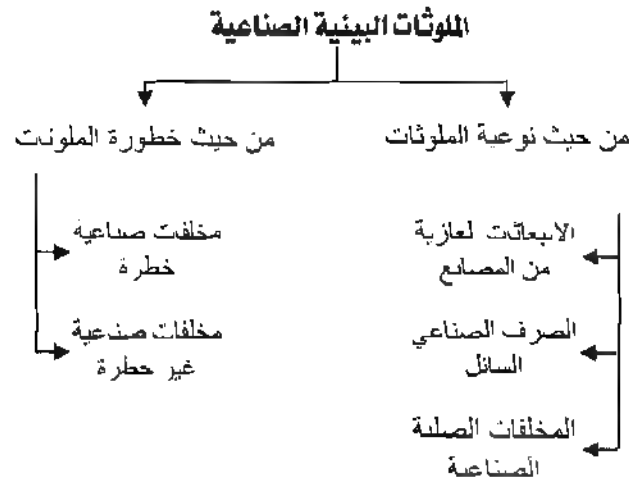 الملوثات البيئية الصناعية
من حيث نوعية الملوثات
الانبعاثات الغازية
من المصانع
الصرف الصناعي
السائل
المخلفات الصلبة
الصناعية
من حيث خطورة الملوثات
مخلفات صناعية
خطرة
مخلفات صناعية
غير خطرة